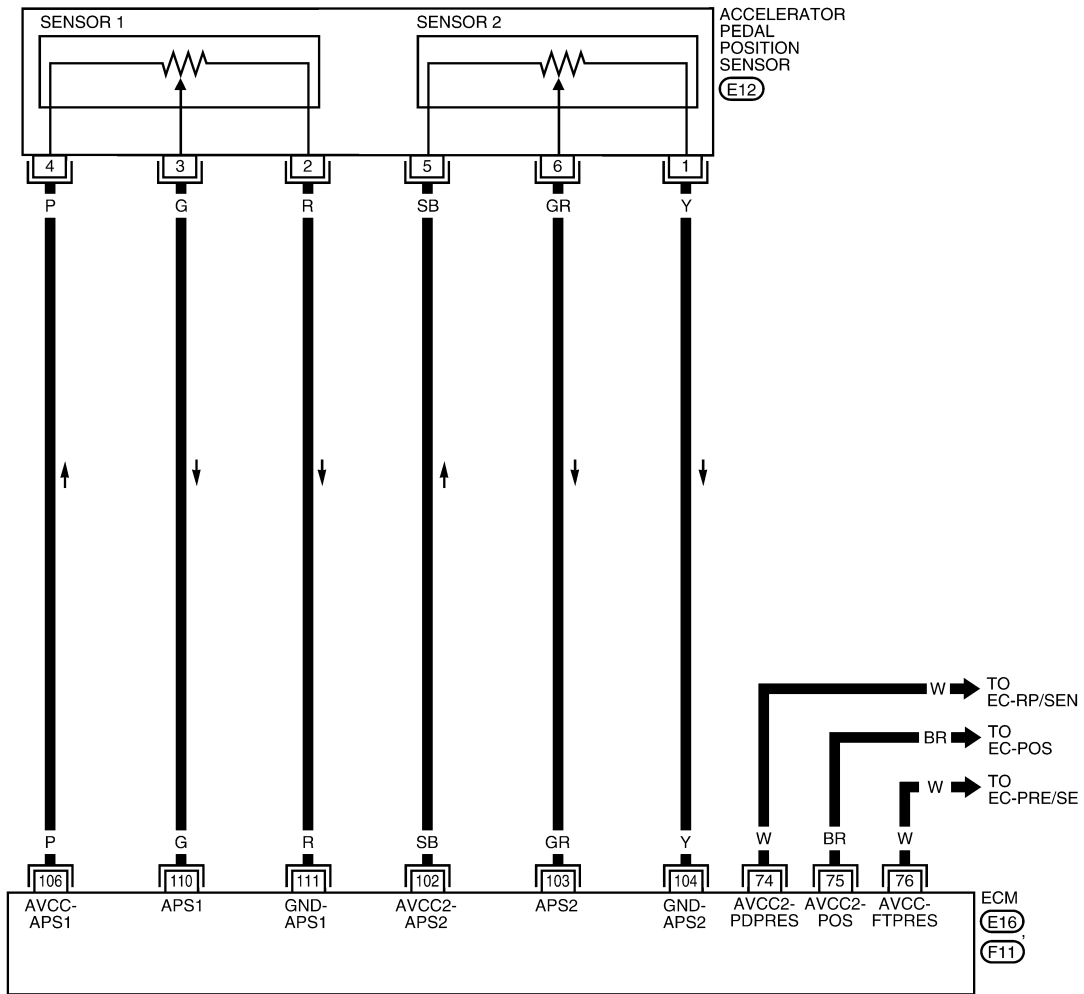 SENSOR 1
SENSOR 2
ACCELERATOR
PEDAL
POSITION
SENSOR
E12
4 3 2 5 6 1
P G R SB GR Y
W TO
EC-RP/SEN
BR TO
EC-POS
W TO
EC-PRE/SE
P G R SB GR Y W BR W
106 110 111 102 103 104 74 75 76
AVCC-
APS1
APS1
GND-
APS1
AVCC2-
APS2
APS2
GND-
APS2
AVCC2-
PDPRES
AVCC2-
POS
AVCC-
FTPRES
ECM
E16,
F11